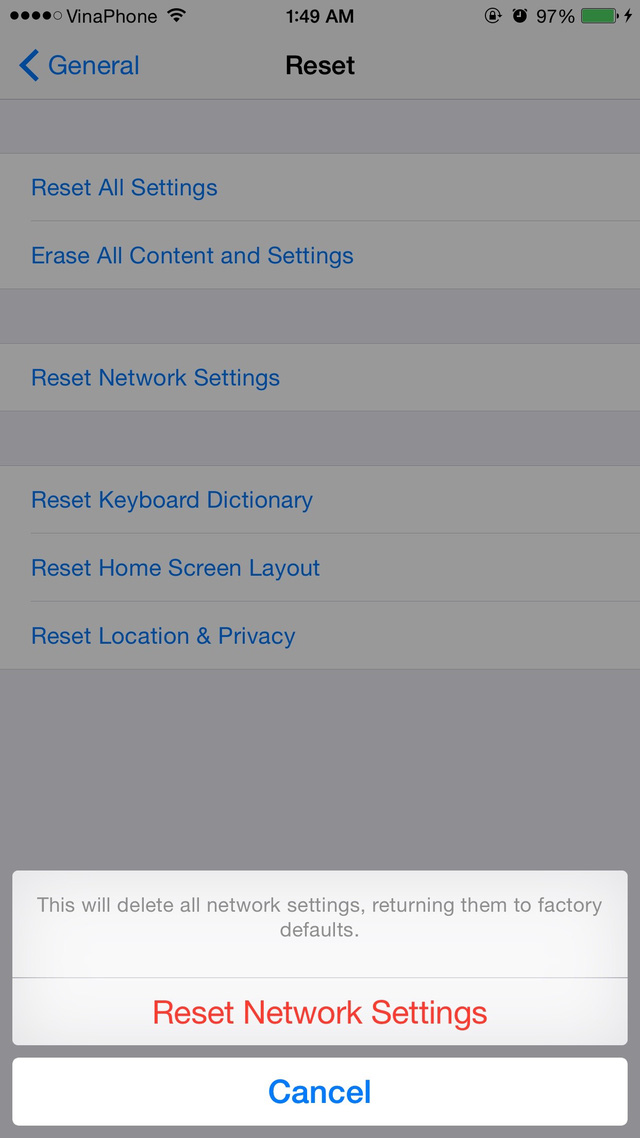 VinaPhone 1:49 AM 97%
General Reset
Reset All Settings
Erase All Content and Settings
Reset Network Settings
Reset Keyboard Dictionary
Reset Home Screen Layout
Reset Location & Privacy
This will delete all network settings, returning them to factory
defaults.
Reset Network Settings
Cancel